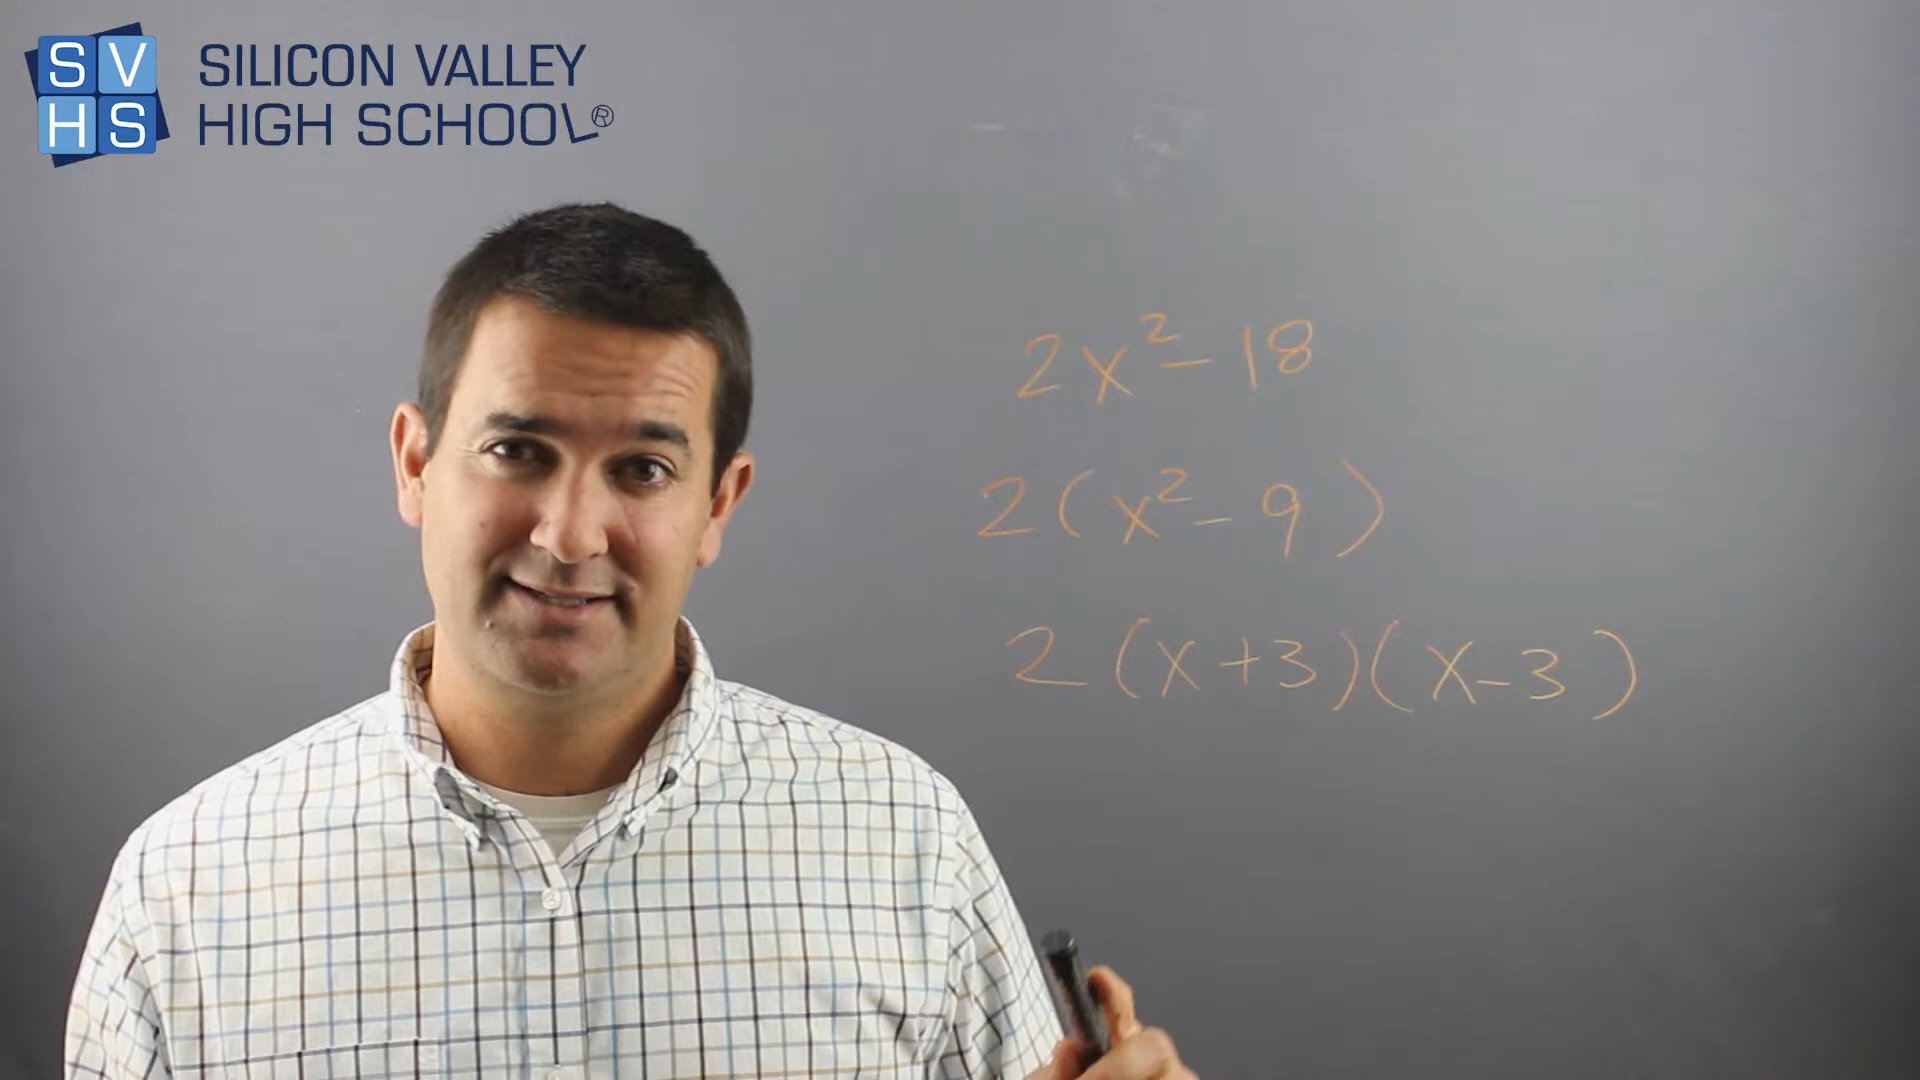 SV
HS
SILICON VALLEY
HIGH SCHOOL®
2x² - 18
2(x² - 9)
2(x+3)(x-3)